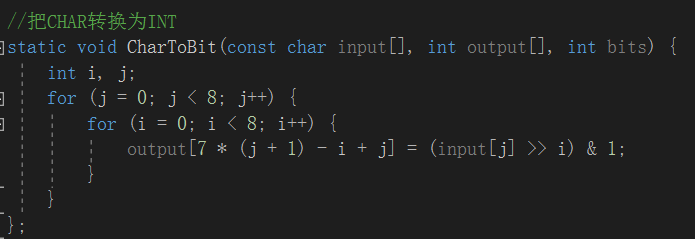 //把CHAR转换为INT
static void CharToBit(const char input[], int output[], int bits) {
int i, j;
for (j = 0; j < 8; j++) {
for (i = 0; i < 8; i++) {
output[7 * (j + 1) - i + j] = (input[j] >> i) & 1;
}
}
};